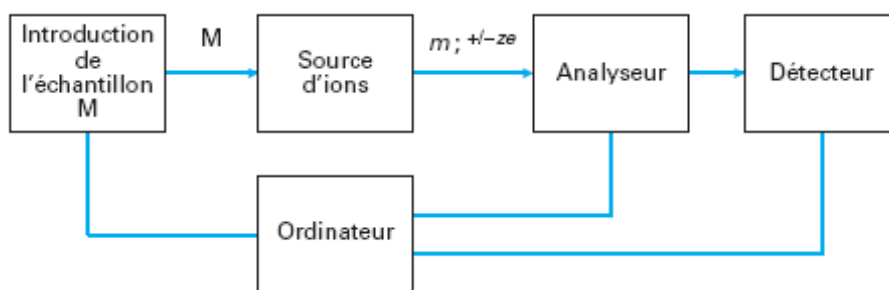 Introduction
de
l'échantillon
M
M
Source
d'ions
m ; +/–ze
Analyseur
Détecteur
Ordinateur